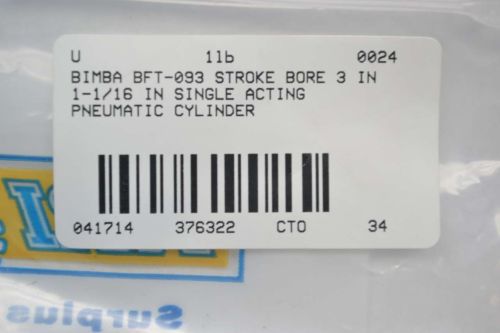 U 1lb 0024
BIMBA BFT-093 STROKE BORE 3 IN
1-1/16 IN SINGLE ACTING
PNEUMATIC CYLINDER
041714 376322 CTO 34
Surplus